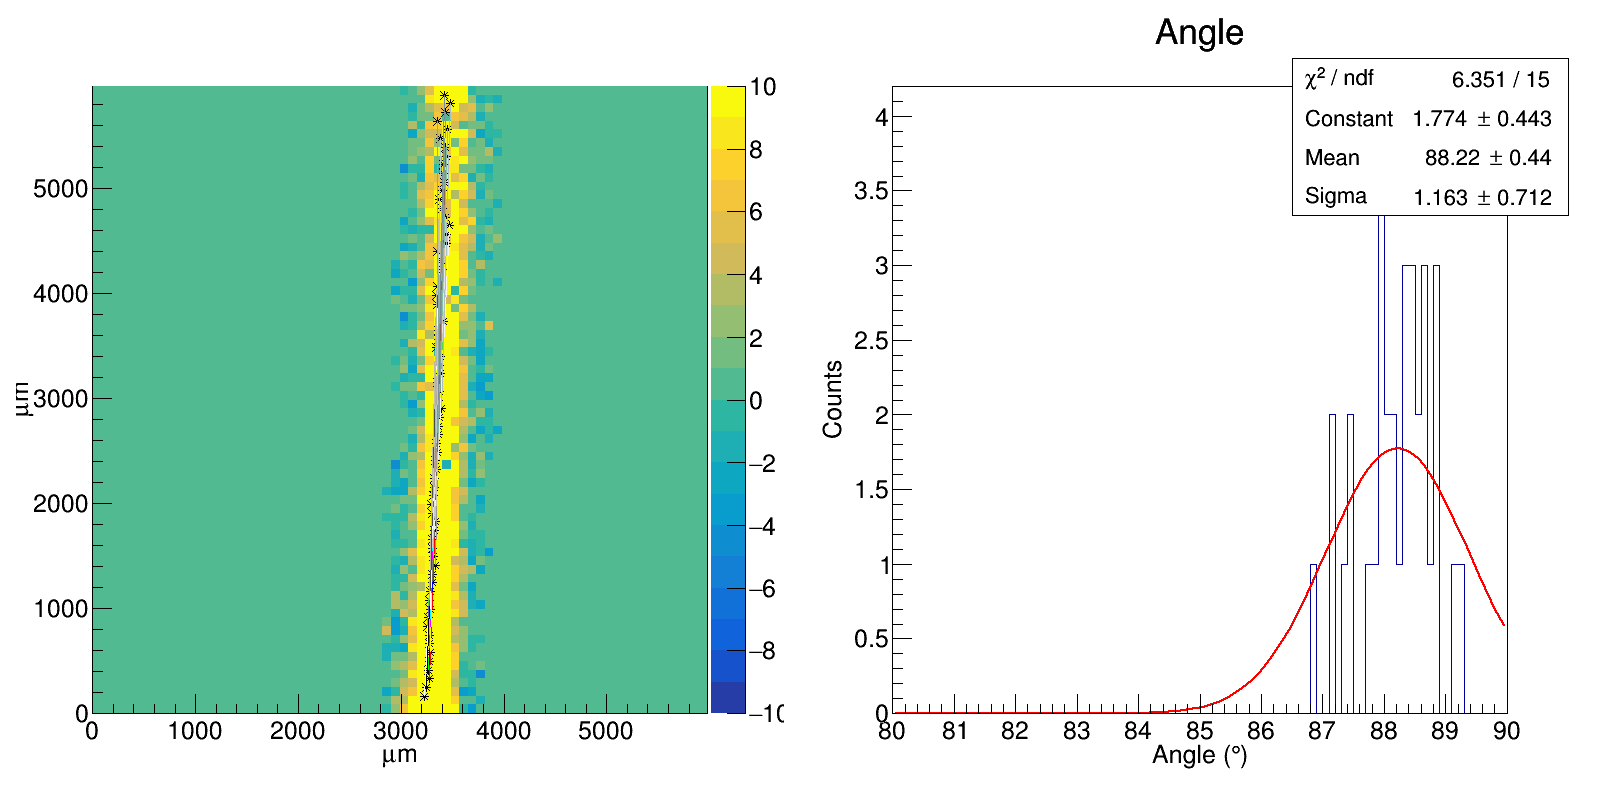 Angle
χ² / ndf 6.351 / 15
Constant 1.774 ± 0.443
Mean 88.22 ± 0.44
Sigma 1.163 ± 0.712
10
8
6
4
2
0
−2
−4
−6
−8
−10
5000
4000
3000
2000
1000
0
μm
0 1000 2000 3000 4000 5000
μm
4
3.5
3
2.5
2
1.5
1
0.5
0
Counts
80 81 82 83 84 85 86 87 88 89 90
Angle (°)